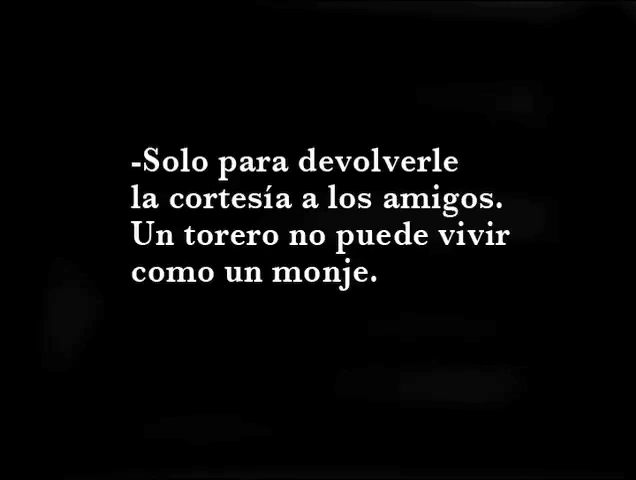 -Solo para devolverle
la cortesía a los amigos.
Un torero no puede vivir
como un monje.